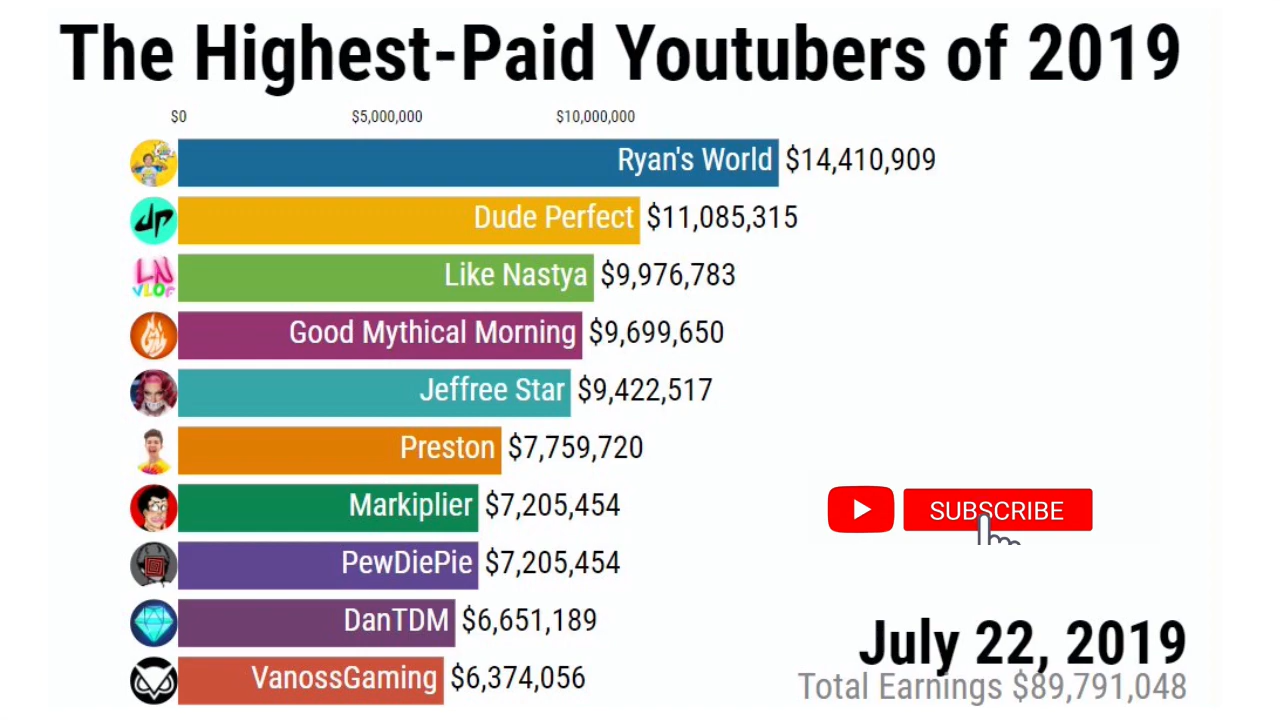 The Highest-Paid Youtubers of 2019
$0 $5,000,000 $10,000,000
Ryan's World $14,410,909
dp Dude Perfect $11,085,315
LN VLOF Like Nastya $9,976,783
Good Mythical Morning $9,699,650
Jeffree Star $9,422,517
Preston $7,759,720
Markiplier $7,205,454
SUBSCRIBE
PewDiePie $7,205,454
DanTDM $6,651,189
VanossGaming $6,374,056
July 22, 2019
Total Earnings $89,791,048